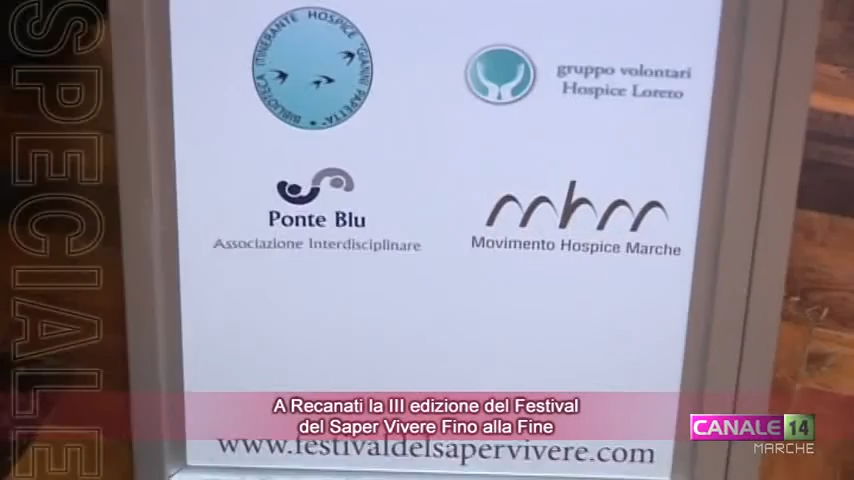 SPECIALE
BIBLIOTECA ITINERANTE HOSPICE "GIANNI PAPETTA"
gruppo volontari
Hospice Loreto
Ponte Blu
Associazione Interdisciplinare
mhm
Movimento Hospice Marche
A Recanati la III edizione del Festival
del Saper Vivere Fino alla Fine
www.festivaldelsapervivere.com
CANALE 14
MARCHE